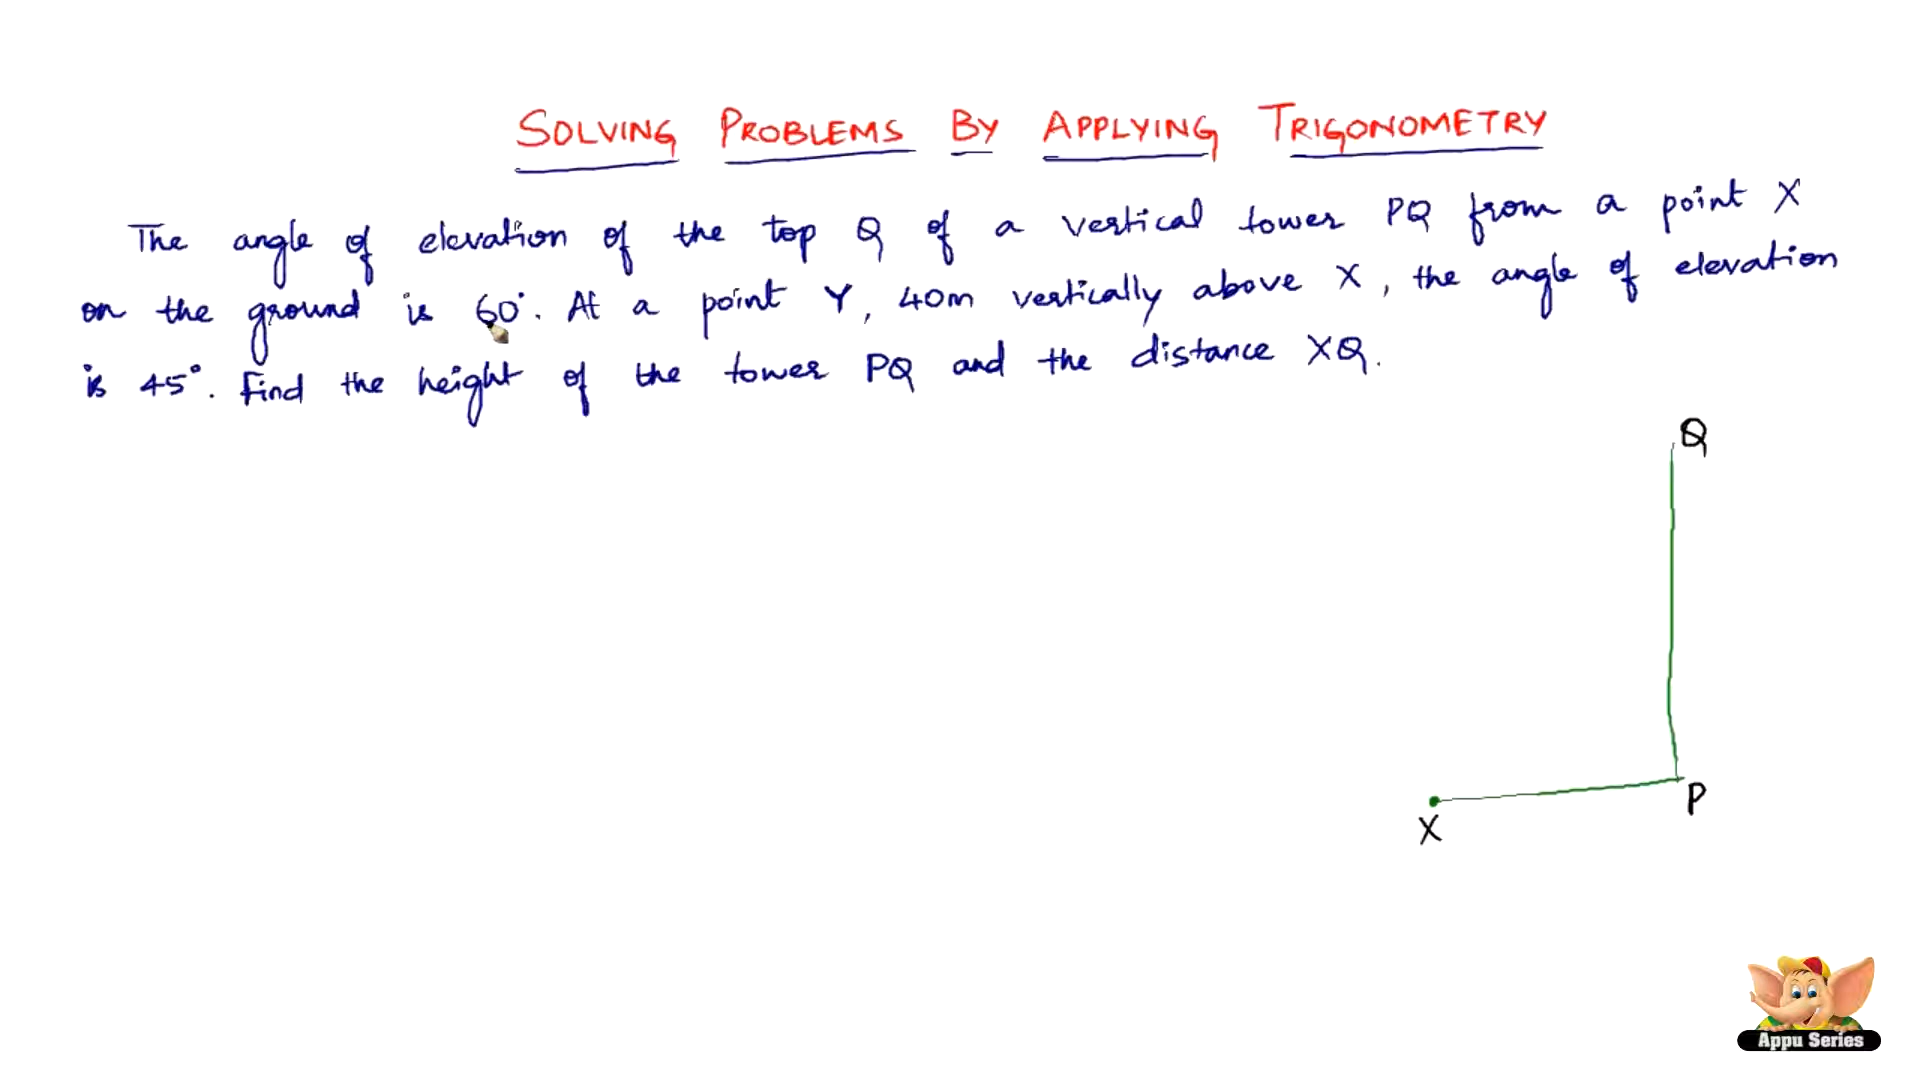 SOLVING PROBLEMS BY APPLYING TRIGONOMETRY
The angle of elevation of the top Q of a vertical tower PQ from a point X
on the ground is 60°. At a point Y, 40m vertically above X, the angle of elevation
is 45°. Find the height of the tower PQ and the distance XQ.
Q
P
X
Appu Series